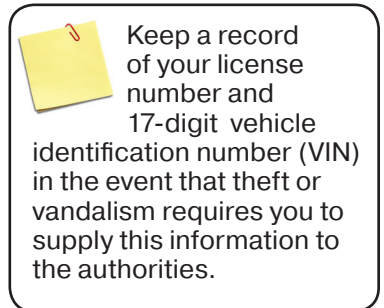 Keep a record
of your license
number and
17-digit vehicle
identification number (VIN)
in the event that theft or
vandalism requires you to
supply this information to
the authorities.